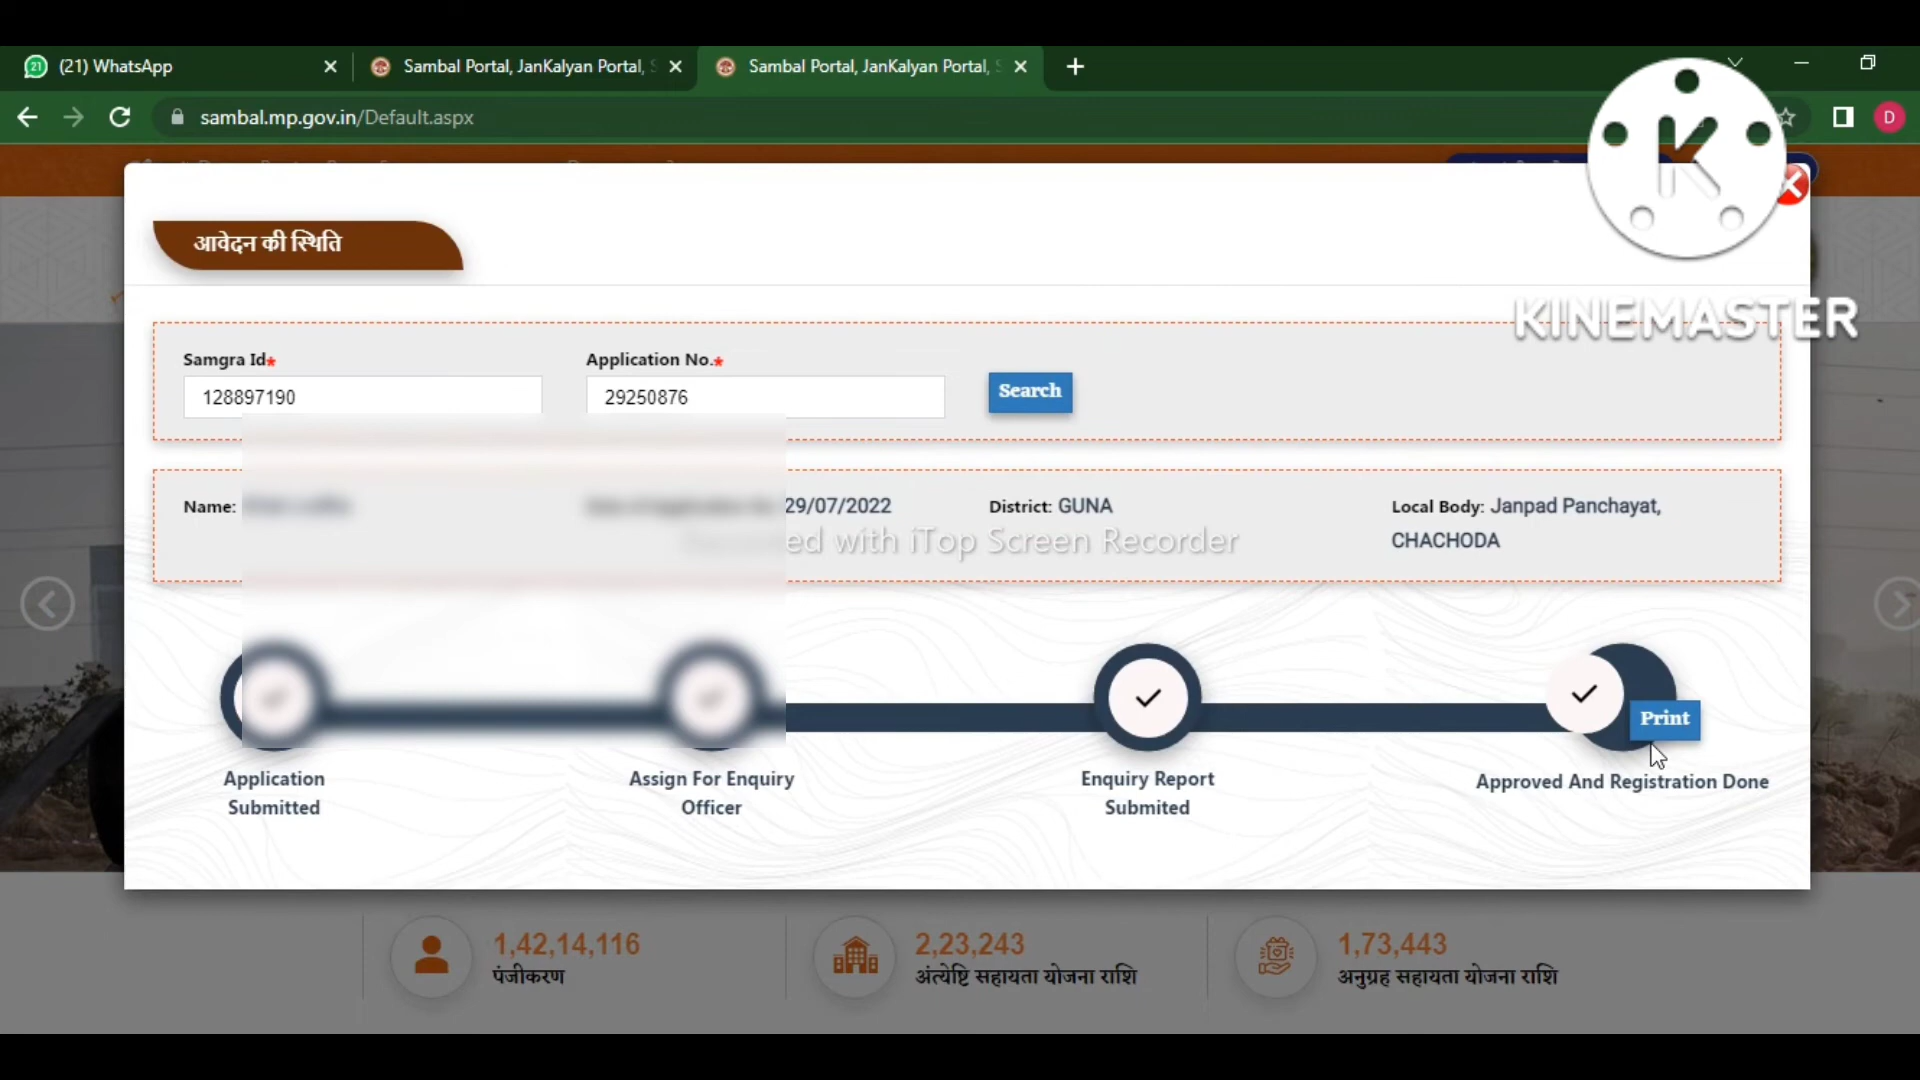 (21) WhatsApp
Sambal Portal, JanKalyan Portal,
Sambal Portal, JanKalyan Portal,
sambal.mp.gov.in/Default.aspx
D
KINEMASTER
आवेदन की स्थिति
Samgra Id*
Application No.*
128897190
29250876
Search
Name:
29/07/2022
District: GUNA
Local Body: Janpad Panchayat,
CHACHODA
ed with iTop Screen Recorder
Print
Application
Submitted
Assign For Enquiry
Officer
Enquiry Report
Submited
Approved And Registration Done
1,42,14,116
पंजीकरण
2,23,243
अंत्येष्टि सहायता योजना राशि
1,73,443
अनुग्रह सहायता योजना राशि